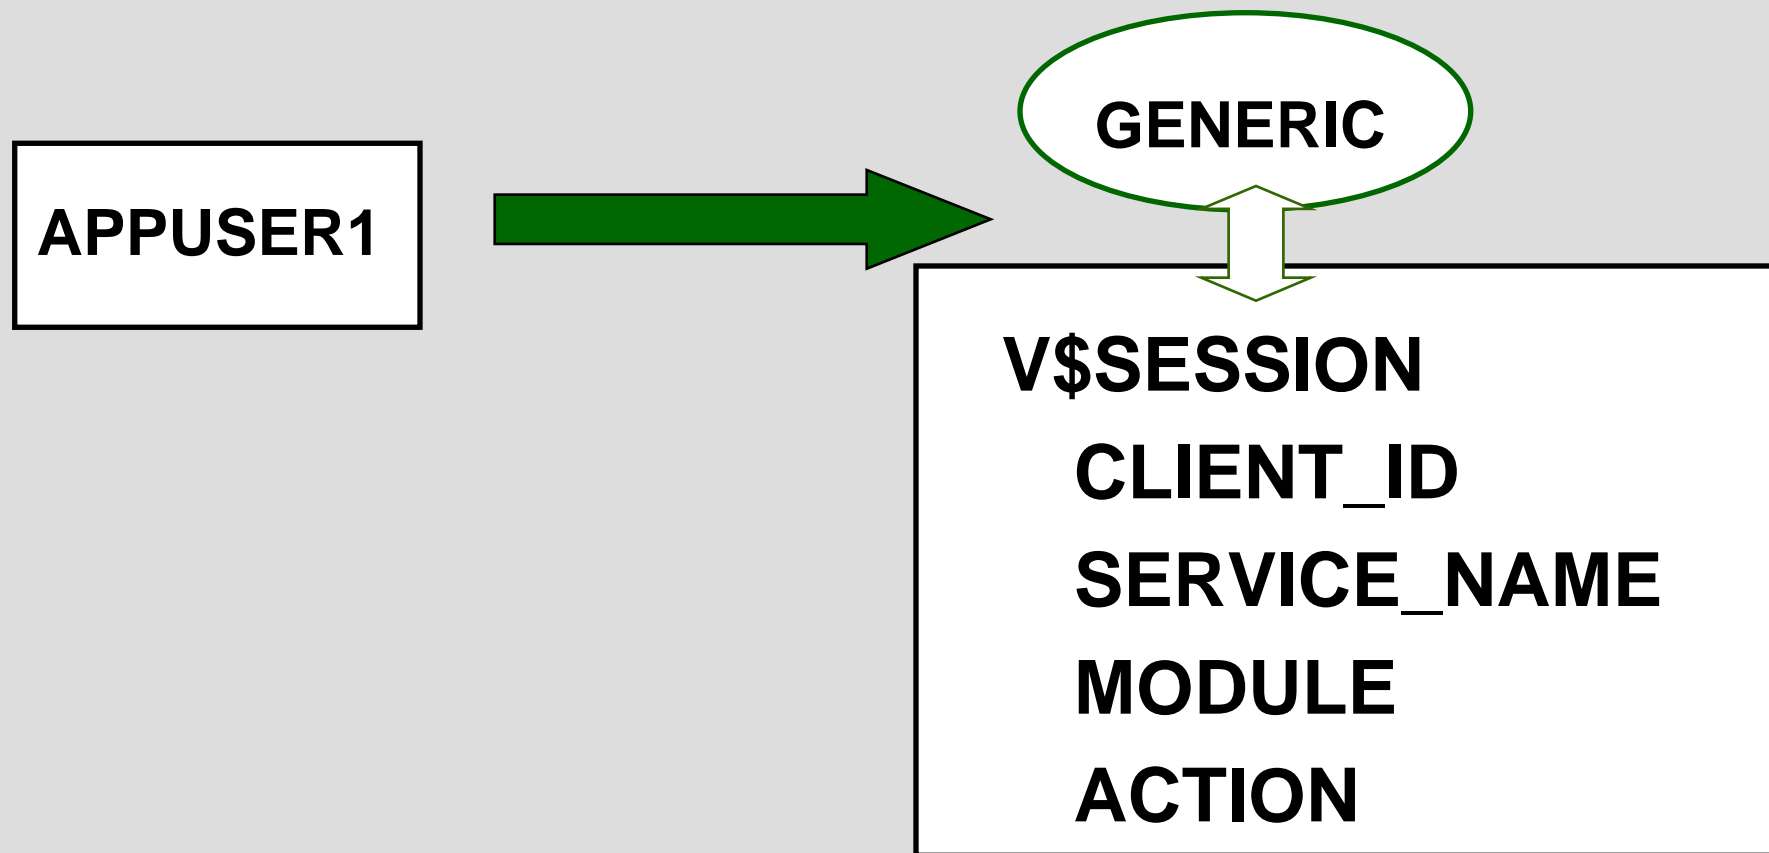 GENERIC
APPUSER1
V$SESSION
CLIENT_ID
SERVICE_NAME
MODULE
ACTION